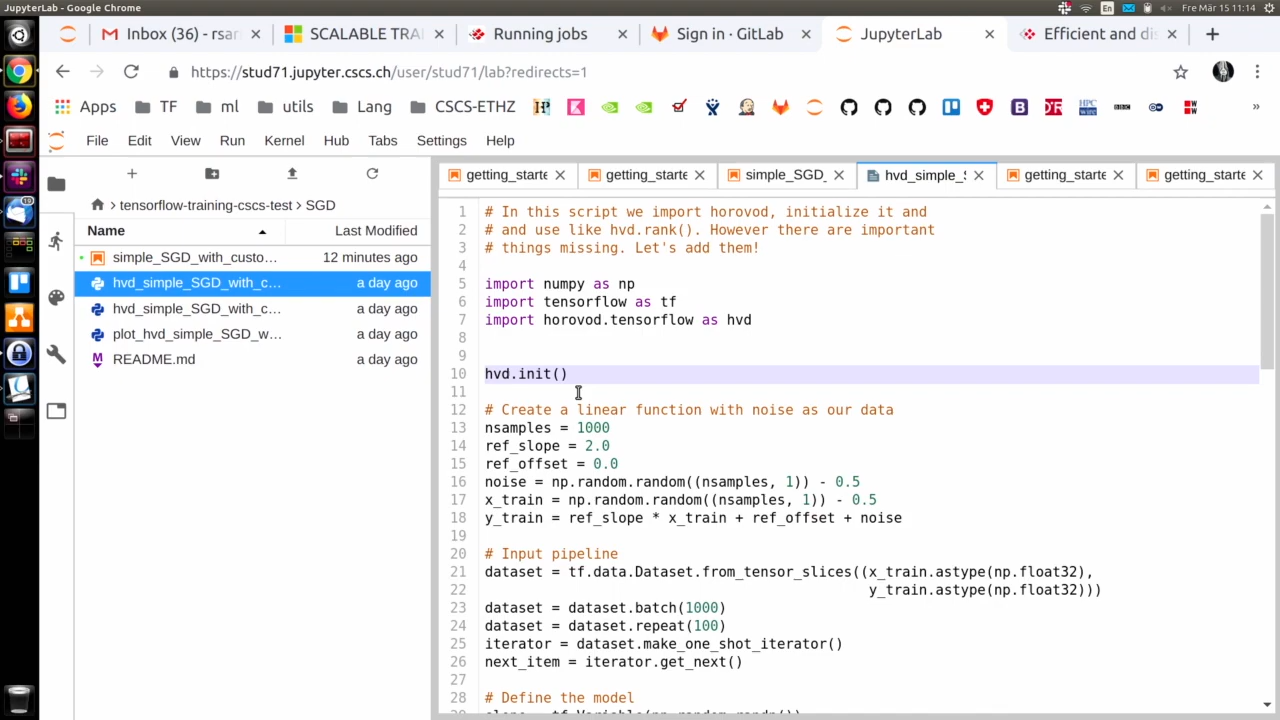 JupyterLab - Google Chrome
En
Fre Mär 15 11:14
Inbox (36) - rsar
SCALABLE TRA
Running jobs
Sign in · GitLab
JupyterLab
Efficient and dis
https://stud71.jupyter.cscs.ch/user/stud71/lab?redirects=1
Apps
TF
ml
utils
Lang
CSCS-ETHZ
File
Edit
View
Run
Kernel
Hub
Tabs
Settings
Help
getting_starte
getting_starte
simple_SGD_
hvd_simple_S
getting_starte
getting_starte
tensorflow-training-cscs-test
SGD
Name
Last Modified
simple_SGD_with_custo…
12 minutes ago
hvd_simple_SGD_with_c…
a day ago
hvd_simple_SGD_with_c…
a day ago
plot_hvd_simple_SGD_w…
a day ago
README.md
a day ago
1 # In this script we import horovod, initialize it and
2 # and use like hvd.rank(). However there are important
3 # things missing. Let's add them!
4
5 import numpy as np
6 import tensorflow as tf
7 import horovod.tensorflow as hvd
8
9
10 hvd.init()
11
12 # Create a linear function with noise as our data
13 nsamples = 1000
14 ref_slope = 2.0
15 ref_offset = 0.0
16 noise = np.random.random((nsamples, 1)) - 0.5
17 x_train = np.random.random((nsamples, 1)) - 0.5
18 y_train = ref_slope * x_train + ref_offset + noise
19
20 # Input pipeline
21 dataset = tf.data.Dataset.from_tensor_slices((x_train.astype(np.float32),
22 y_train.astype(np.float32)))
23 dataset = dataset.batch(1000)
24 dataset = dataset.repeat(100)
25 iterator = dataset.make_one_shot_iterator()
26 next_item = iterator.get_next()
27
28 # Define the model